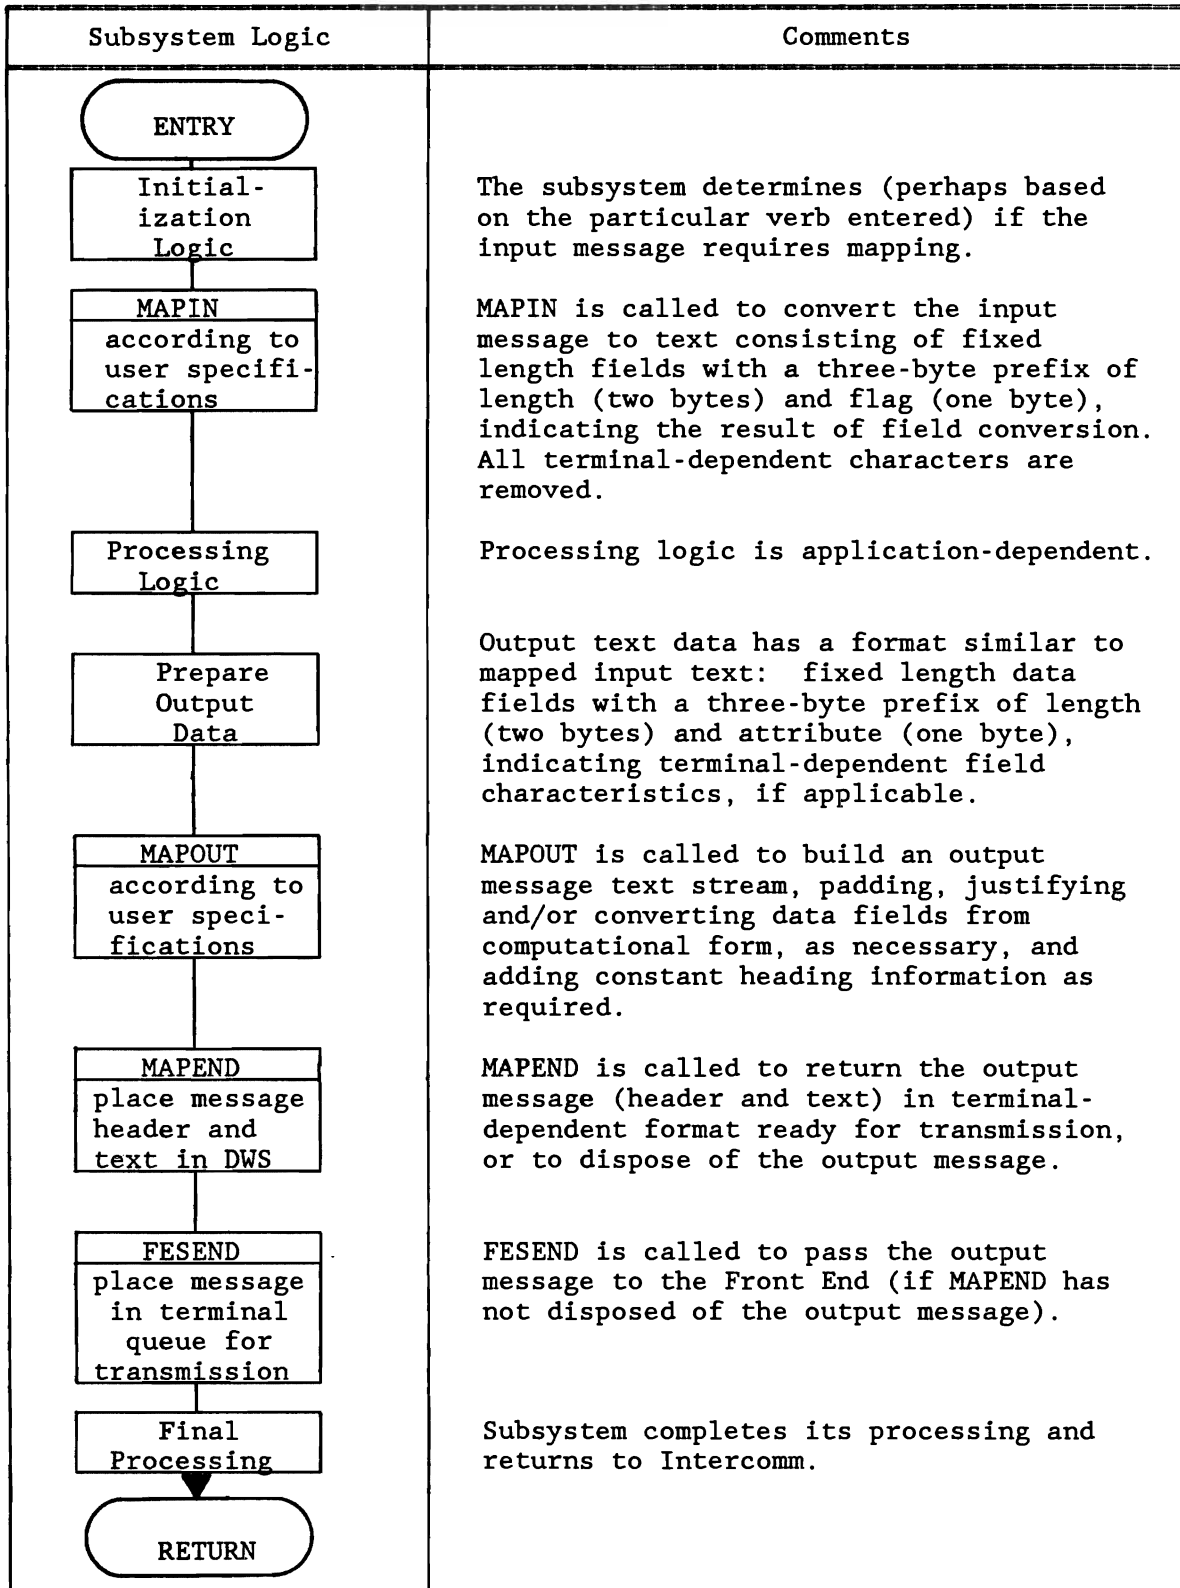 Subsystem Logic
Comments
ENTRY
Initial-
ization
Logic
The subsystem determines (perhaps based
on the particular verb entered) if the
input message requires mapping.
MAPIN
according to
user specifi-
cations
MAPIN is called to convert the input
message to text consisting of fixed
length fields with a three-byte prefix of
length (two bytes) and flag (one byte),
indicating the result of field conversion.
All terminal-dependent characters are
removed.
Processing
Logic
Processing logic is application-dependent.
Prepare
Output
Data
Output text data has a format similar to
mapped input text:  fixed length data
fields with a three-byte prefix of length
(two bytes) and attribute (one byte),
indicating terminal-dependent field
characteristics, if applicable.
MAPOUT
according to
user speci-
fications
MAPOUT is called to build an output
message text stream, padding, justifying
and/or converting data fields from
computational form, as necessary, and
adding constant heading information as
required.
MAPEND
place message
header and
text in DWS
MAPEND is called to return the output
message (header and text) in terminal-
dependent format ready for transmission,
or to dispose of the output message.
FESEND
place message
in terminal
queue for
transmission
FESEND is called to pass the output
message to the Front End (if MAPEND has
not disposed of the output message).
Final
Processing
Subsystem completes its processing and
returns to Intercomm.
RETURN